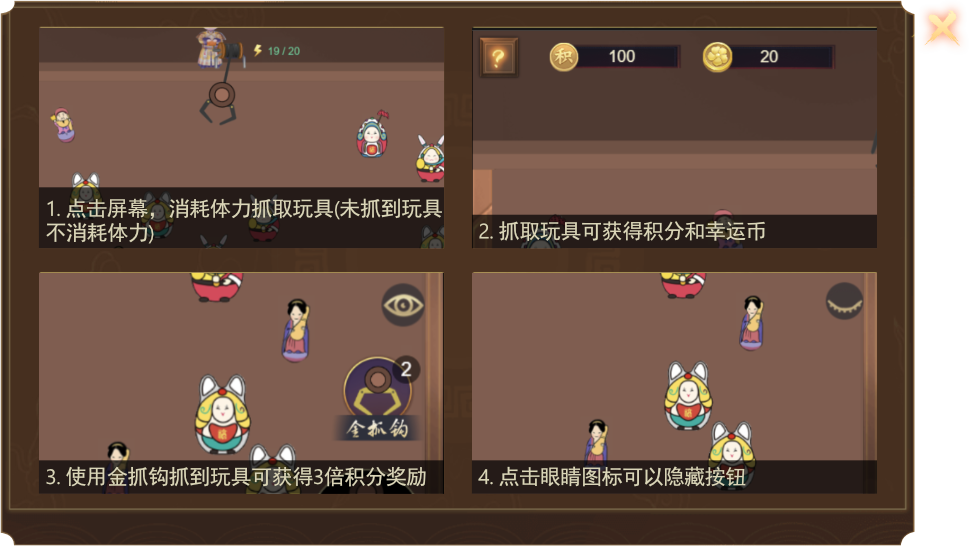 19 / 20
1. 点击屏幕，消耗体力抓取玩具(未抓到玩具
不消耗体力)
?
积 100 20
2. 抓取玩具可获得积分和幸运币
2
金抓钩
3. 使用金抓钩抓到玩具可获得3倍积分奖励
4. 点击眼睛图标可以隐藏按钮